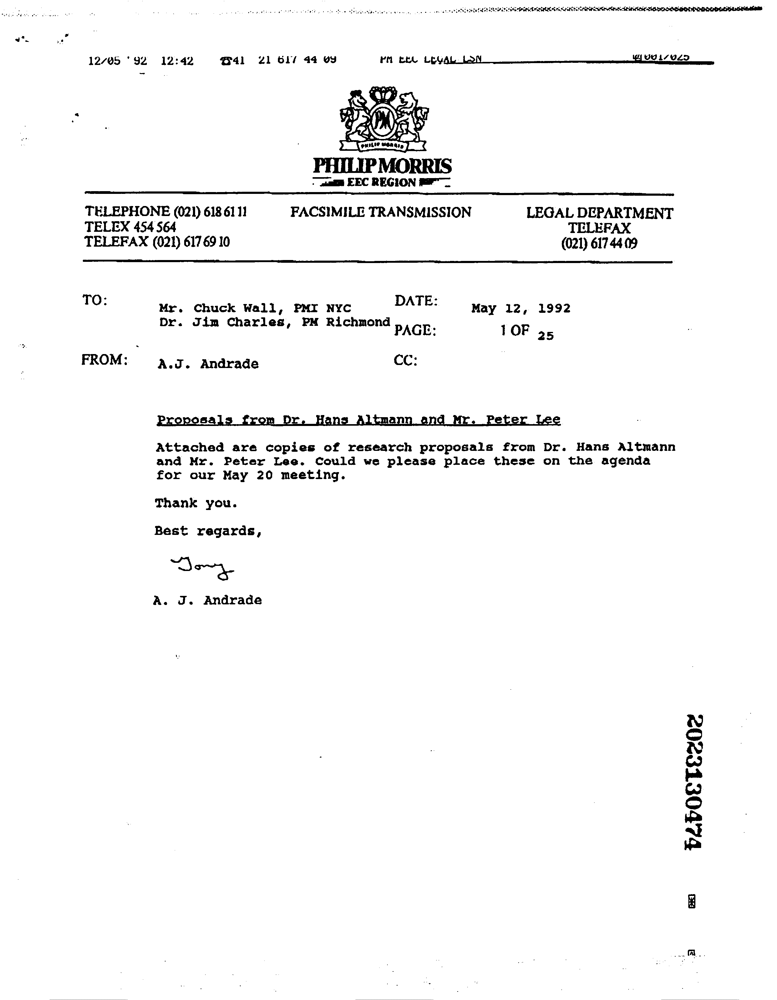 12/05 '92 12:42 ☎41 21 617 44 09 PM EEC LEGAL LSN 001/025
PM
PHILIP MORRIS
PHILIP MORRIS
EEC REGION
TELEPHONE (021) 618 61 11 FACSIMILE TRANSMISSION LEGAL DEPARTMENT
TELEX 454 564 TELEFAX
TELEFAX (021) 617 69 10 (021) 617 44 09
TO: Mr. Chuck Wall, PMI NYC DATE: May 12, 1992
Dr. Jim Charles, PM Richmond PAGE: 1 OF 25
FROM: A.J. Andrade CC:
Proposals from Dr. Hans Altmann and Mr. Peter Lee
Attached are copies of research proposals from Dr. Hans Altmann
and Mr. Peter Lee. Could we please place these on the agenda
for our May 20 meeting.
Thank you.
Best regards,
Tony
A. J. Andrade
2023130474